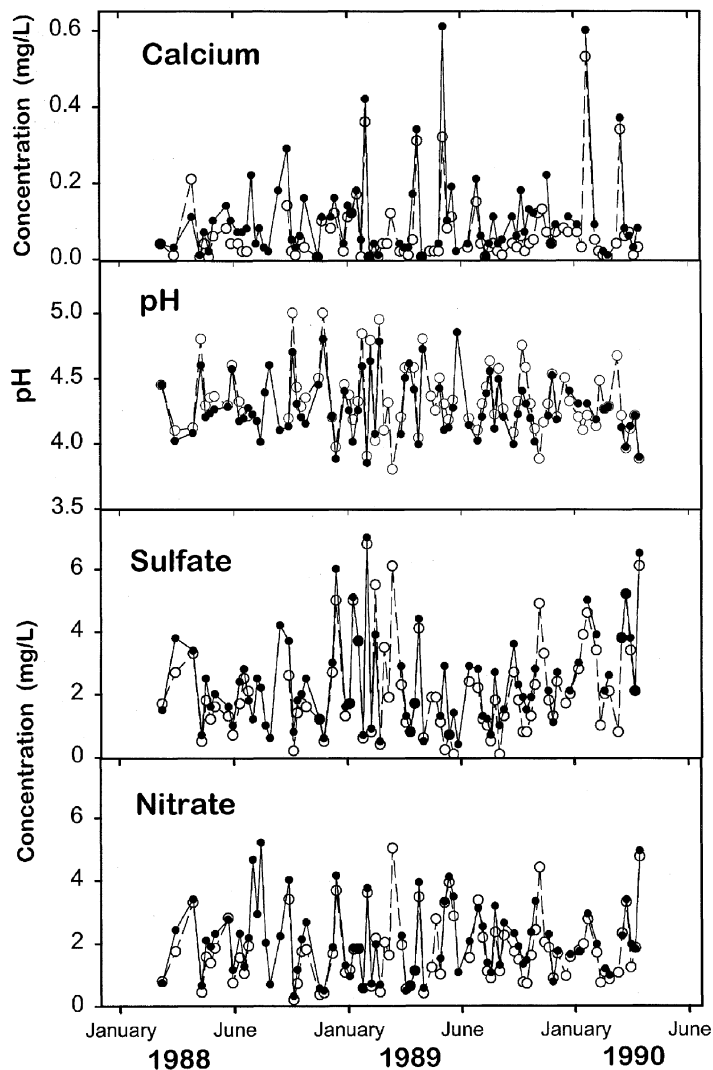 Calcium
Concentration (mg/L)
0.6
0.4
0.2
0.0
pH
pH
5.0
4.5
4.0
3.5
Sulfate
6
4
2
0
Concentration (mg/L)
Nitrate
6
4
2
0
January June January June January June
1988 1989 1990